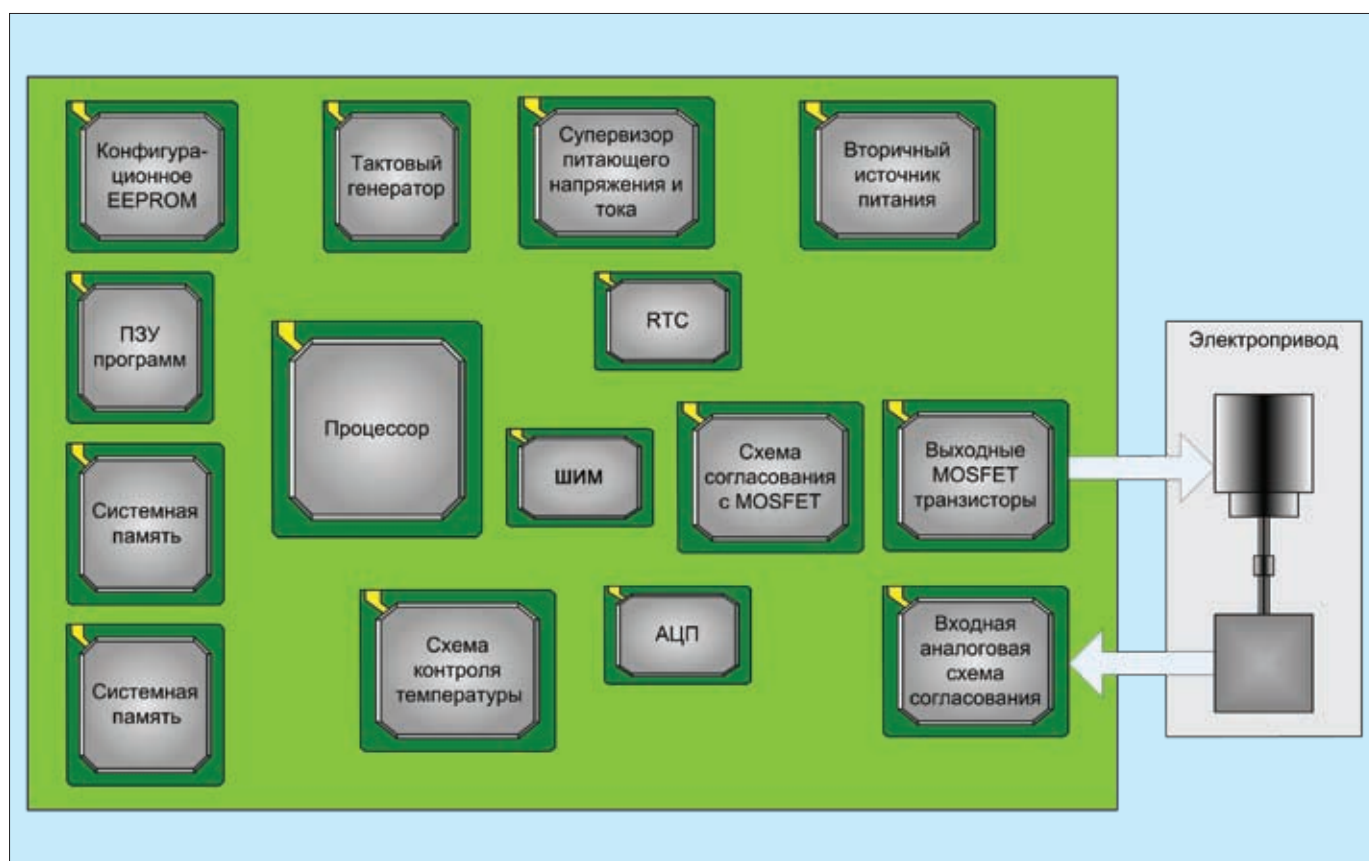 Конфигура-
ционное
EEPROM
Тактовый
генератор
Супервизор
питающего
напряжения и
тока
Вторичный
источник
питания
ПЗУ
программ
RTC
Электропривод
Процессор
ШИМ
Схема
согласования
с MOSFET
Выходные
MOSFET
транзисторы
Системная
память
Схема
контроля
температуры
АЦП
Входная
аналоговая
схема
согласования
Системная
память